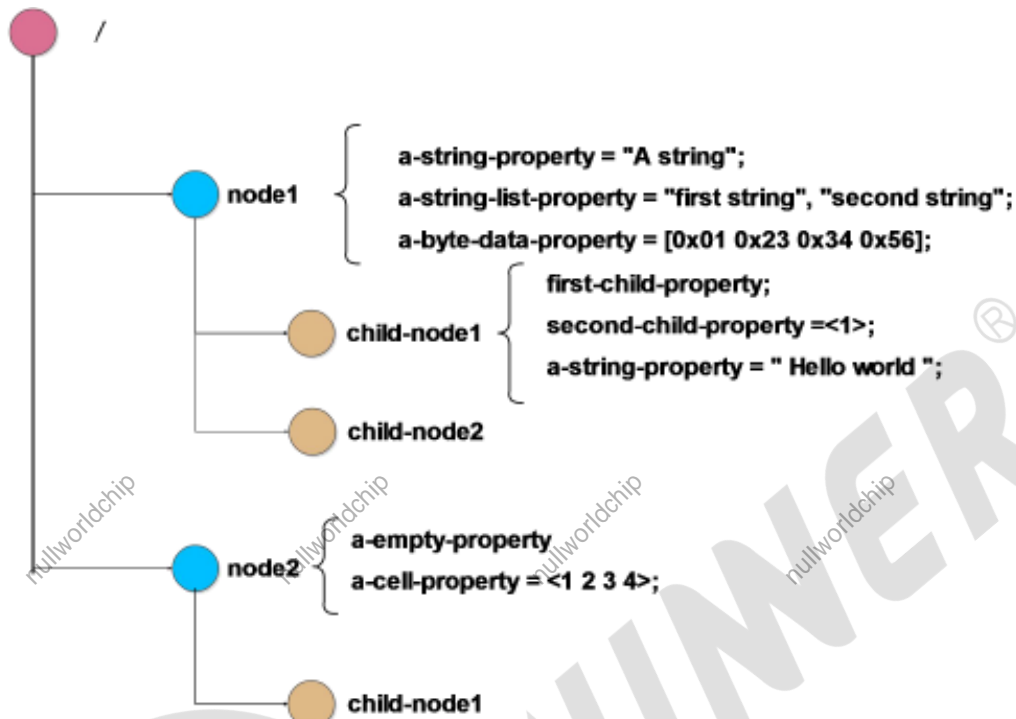 /
a-string-property = "A string";
node1
a-string-list-property = "first string", "second string";
a-byte-data-property = [0x01 0x23 0x34 0x56];
first-child-property;
child-node1
second-child-property =<1>;
a-string-property = " Hello world ";
child-node2
nullworldchip
nullworldchip
nullworldchip
nullworldchip
a-empty-property
node2
a-cell-property = <1 2 3 4>;
child-node1
®